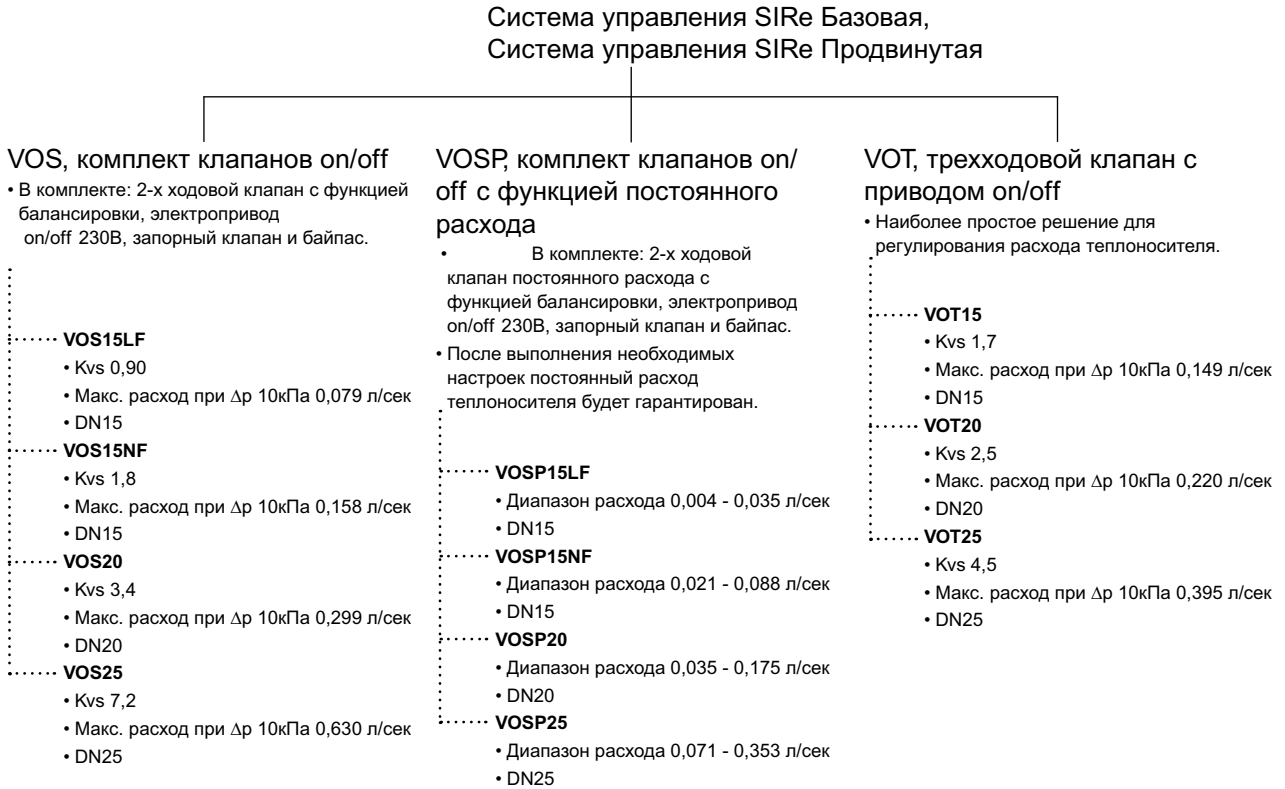 Система управления SIRe Базовая,
Система управления SIRe Продвинутая
VOS, комплект клапанов on/off
• В комплекте: 2-х ходовой клапан с функцией
балансировки, электропривод
on/off 230В, запорный клапан и байпас.
VOS15LF
• Kvs 0,90
• Макс. расход при Δp 10кПа 0,079 л/сек
• DN15
VOS15NF
• Kvs 1,8
• Макс. расход при Δp 10кПа 0,158 л/сек
• DN15
VOS20
• Kvs 3,4
• Макс. расход при Δp 10кПа 0,299 л/сек
• DN20
VOS25
• Kvs 7,2
• Макс. расход при Δp 10кПа 0,630 л/сек
• DN25
VOSP, комплект клапанов on/
off с функцией постоянного
расхода
• В комплекте: 2-х ходовой
клапан постоянного расхода с
функцией балансировки, электропривод
on/off 230В, запорный клапан и байпас.
• После выполнения необходимых
настроек постоянный расход
теплоносителя будет гарантирован.
VOSP15LF
• Диапазон расхода 0,004 - 0,035 л/сек
• DN15
VOSP15NF
• Диапазон расхода 0,021 - 0,088 л/сек
• DN15
VOSP20
• Диапазон расхода 0,035 - 0,175 л/сек
• DN20
VOSP25
• Диапазон расхода 0,071 - 0,353 л/сек
• DN25
VOT, трехходовой клапан с
приводом on/off
• Наиболее простое решение для
регулирования расхода теплоносителя.
VOT15
• Kvs 1,7
• Макс. расход при Δp 10кПа 0,149 л/сек
• DN15
VOT20
• Kvs 2,5
• Макс. расход при Δp 10кПа 0,220 л/сек
• DN20
VOT25
• Kvs 4,5
• Макс. расход при Δp 10кПа 0,395 л/сек
• DN25